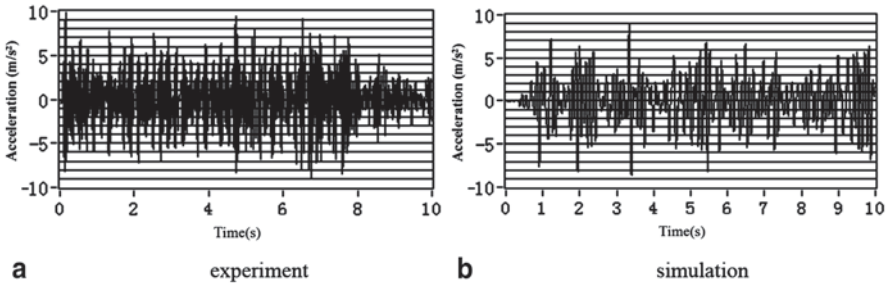 Acceleration (m/s²)
10
5
0
-5
-10
0 2 4 6 8 10
Time(s)
a experiment
Acceleration (m/s²)
10
5
0
-5
-10
0 1 2 3 4 5 6 7 8 9 10
Time(s)
b simulation